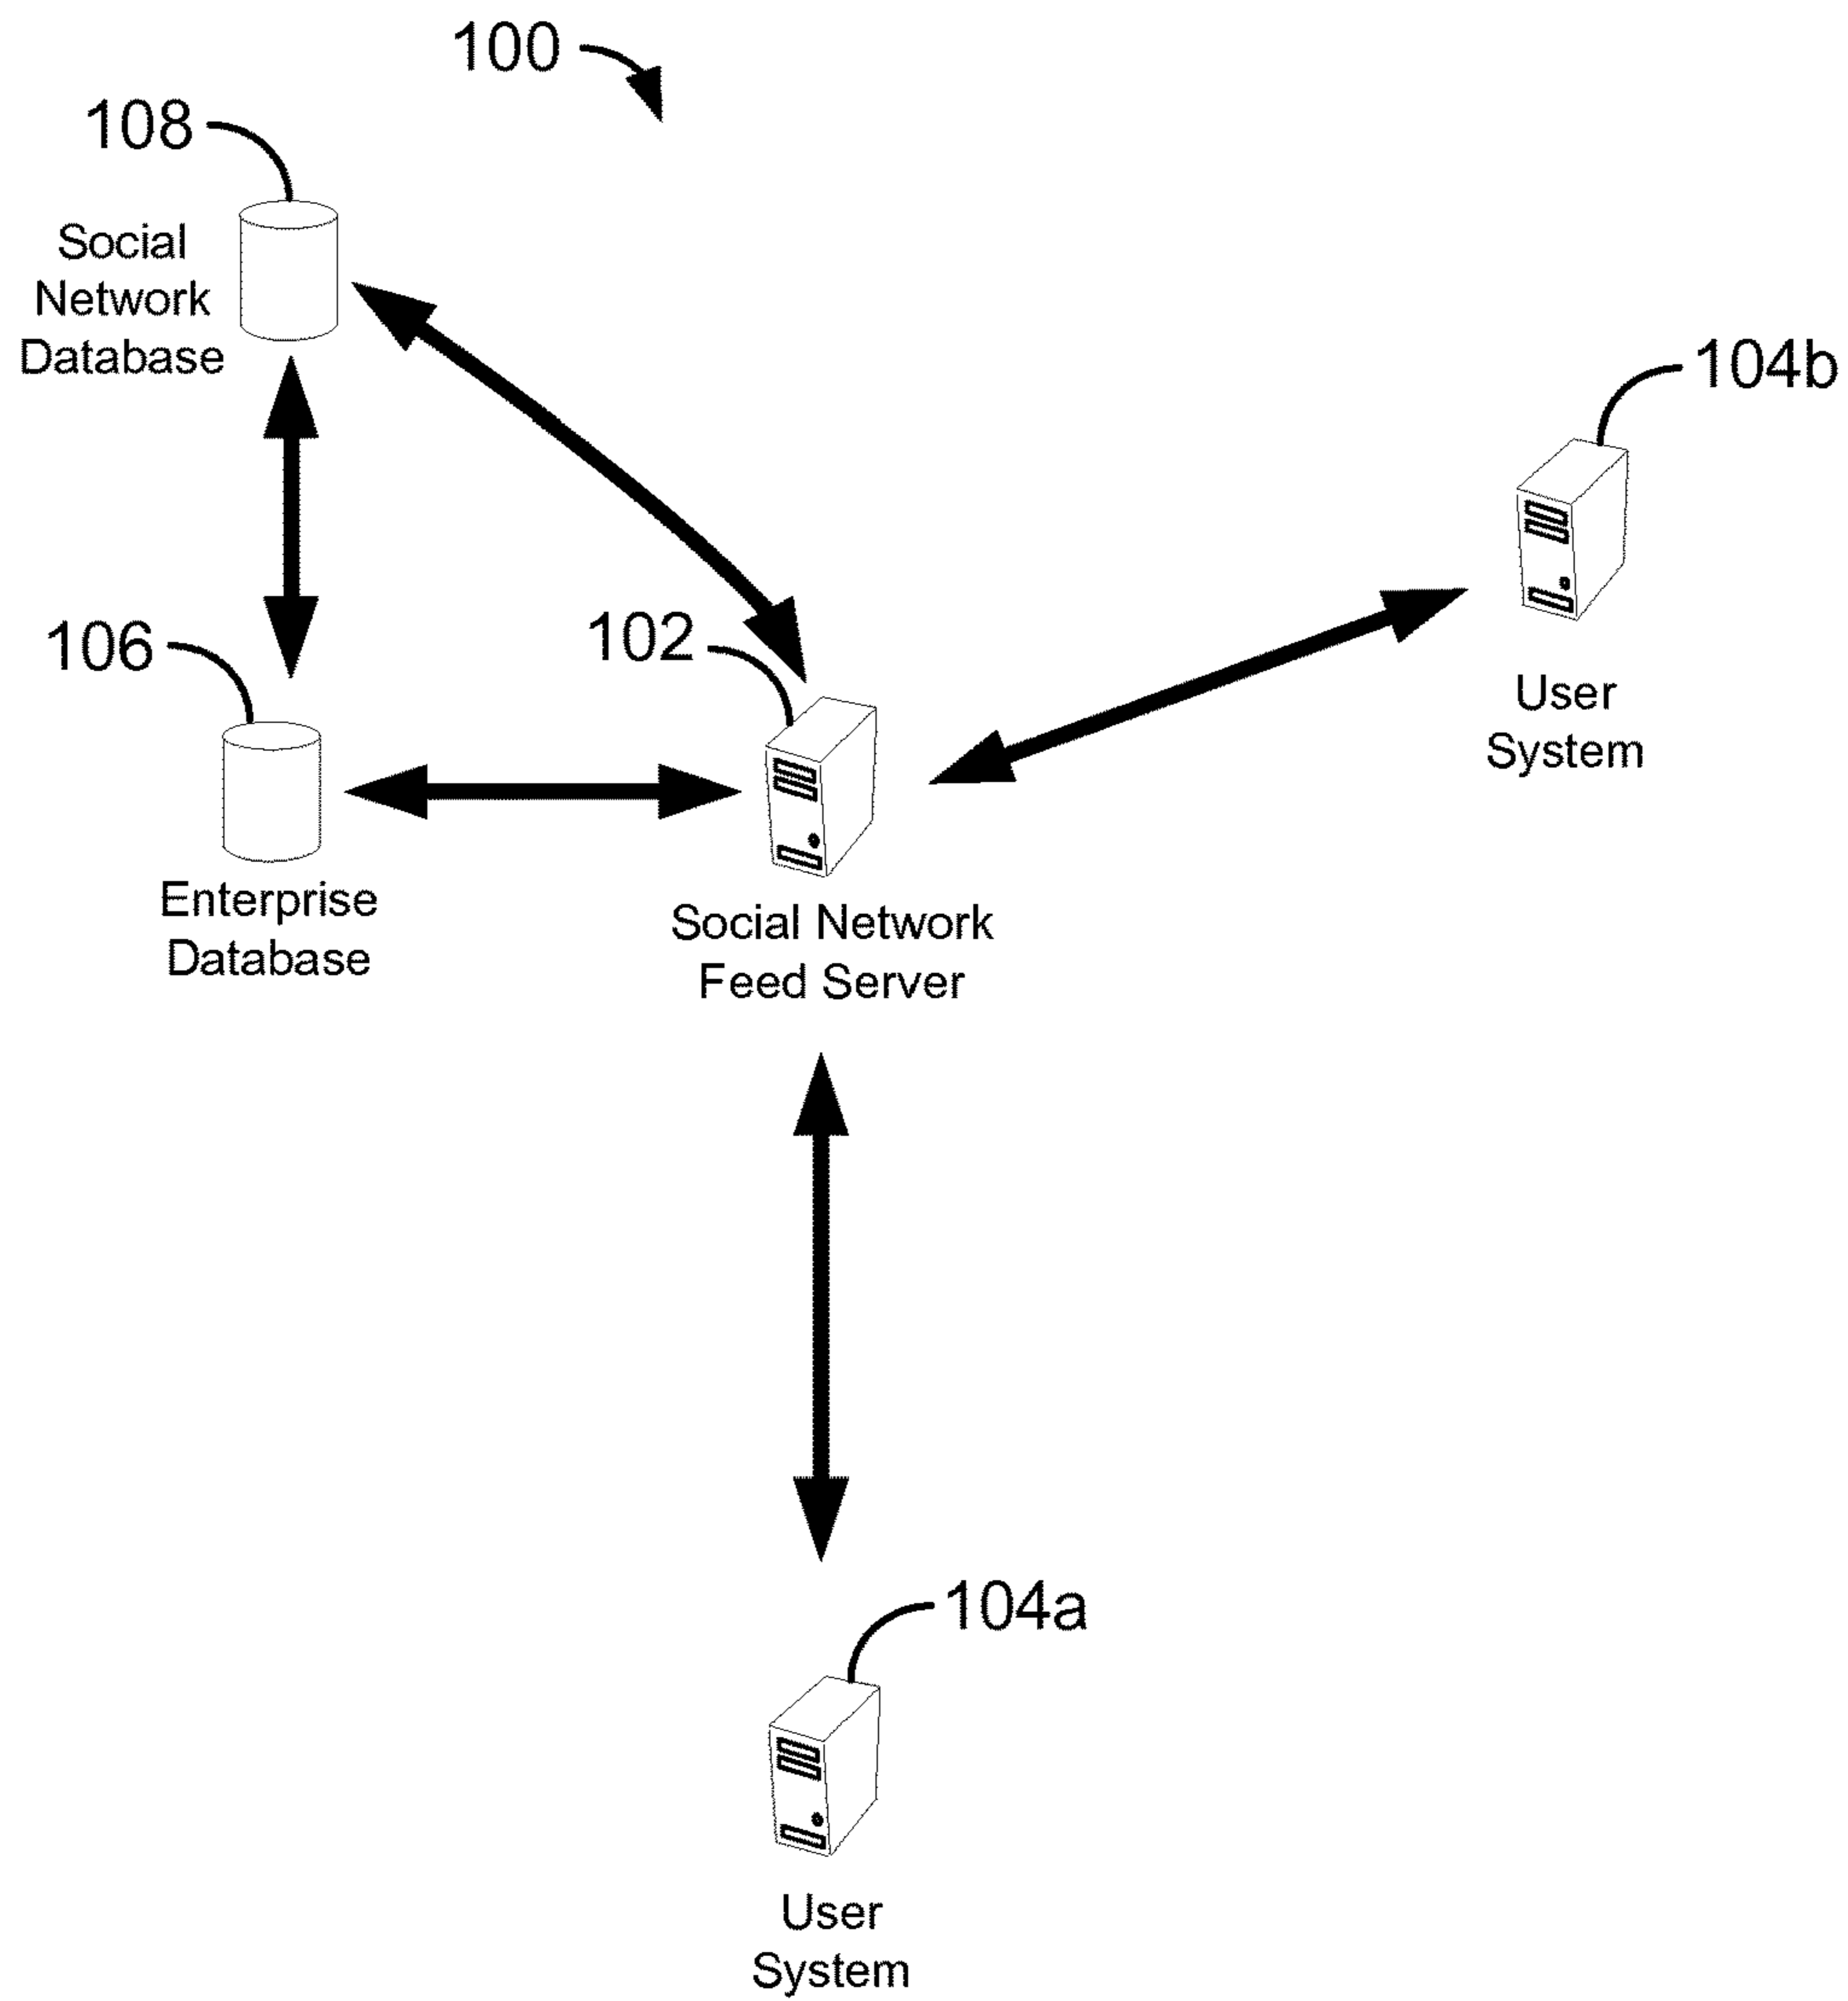 100
108
Social
Network
Database
104b
User
System
106
102
Enterprise
Database
Social Network
Feed Server
104a
User
System